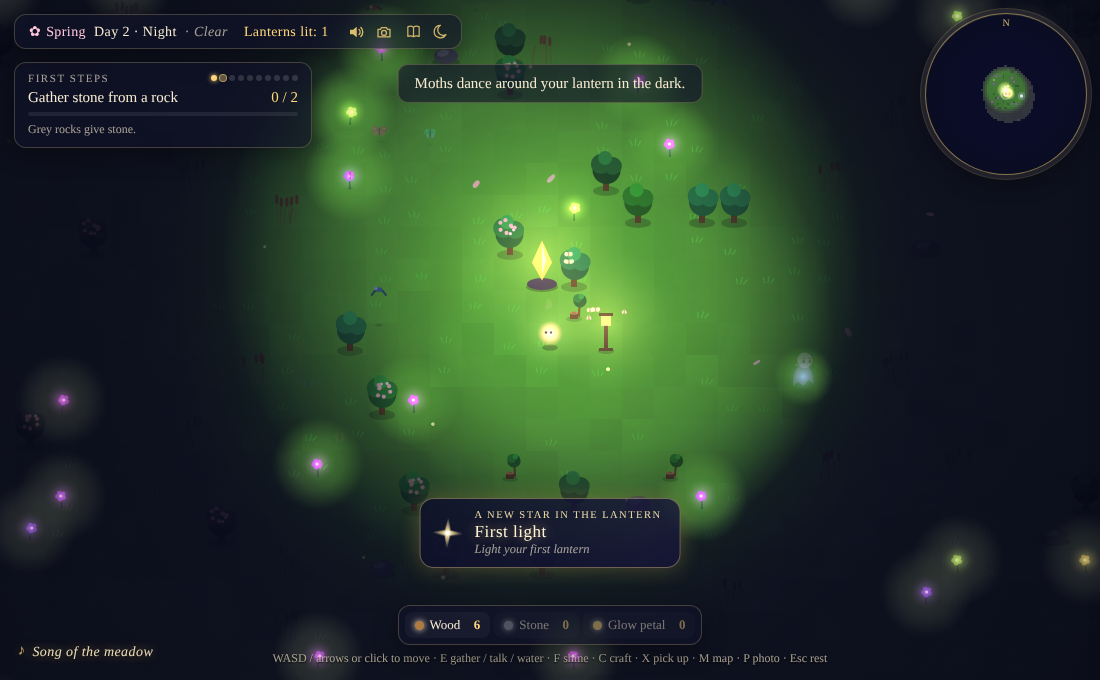 Spring Day 2 · Night · Clear Lanterns lit: 1
N
FIRST STEPS
Gather stone from a rock 0 / 2
Grey rocks give stone.
Moths dance around your lantern in the dark.
A NEW STAR IN THE LANTERN
First light
Light your first lantern
Wood 6 Stone 0 Glow petal 0
♪ Song of the meadow
WASD / arrows or click to move · E gather / talk / water · F shine · C craft · X pick up · M map · P photo · Esc rest